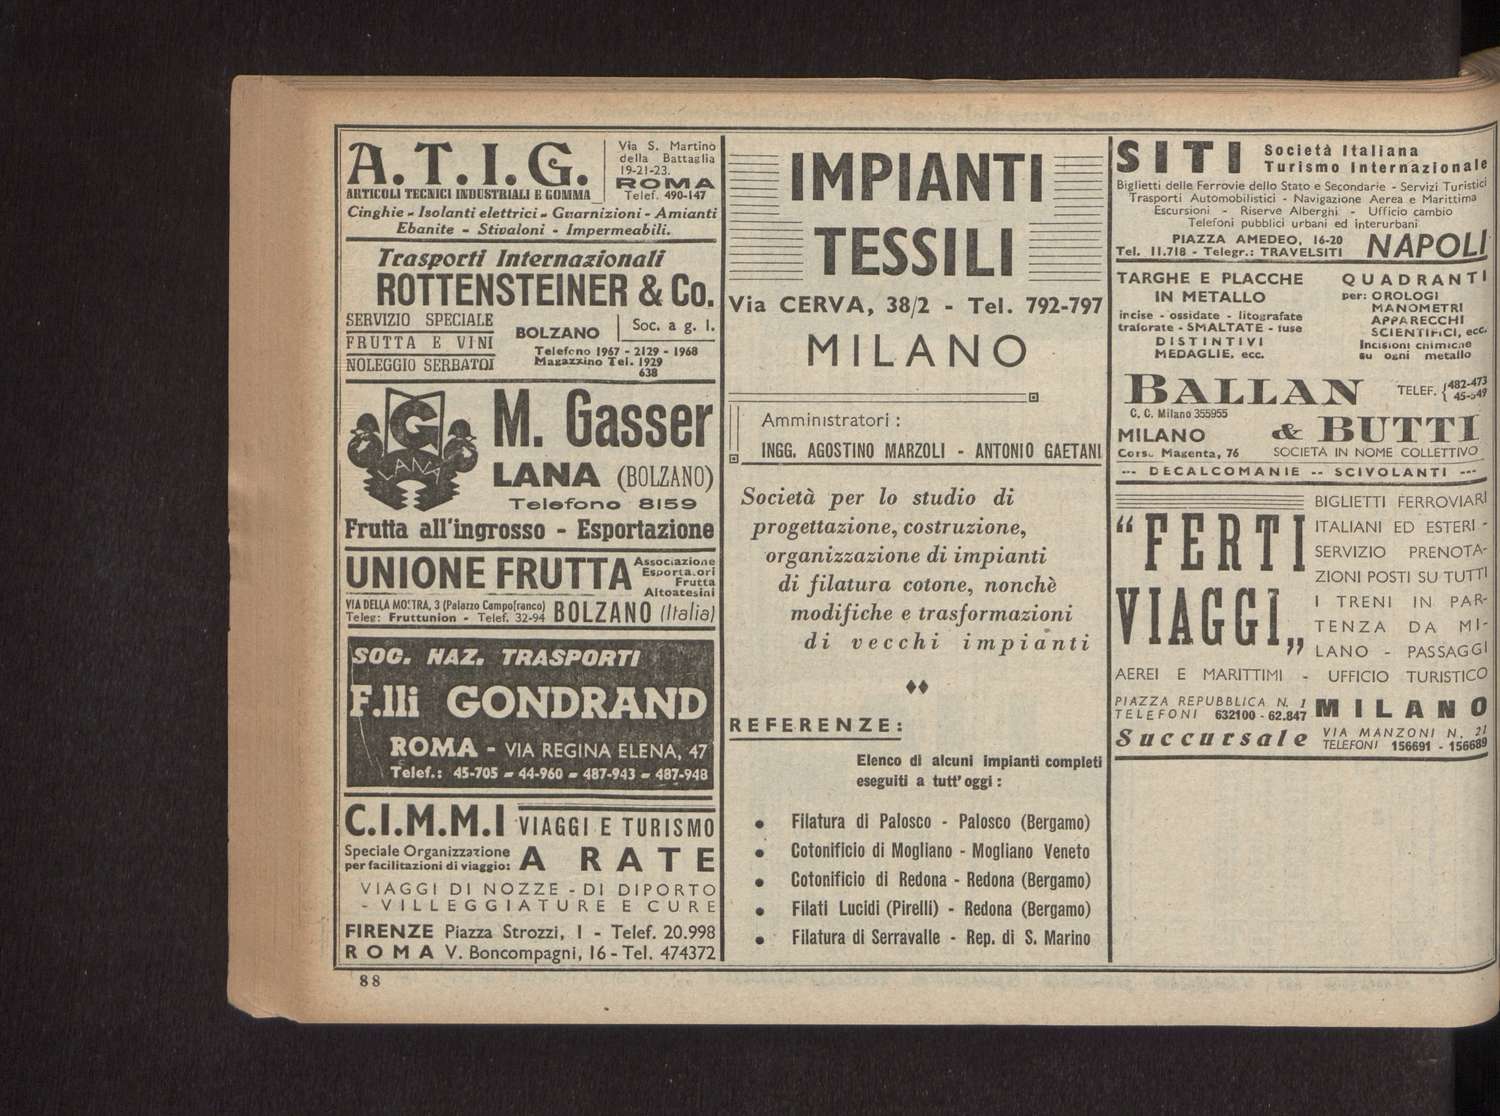 A.T.I.G.
ARTICOLI TECNICI INDUSTRIALI E GOMMA
Via S. Martino
della Battaglia
19-21-23.
ROMA
Telef. 490-147
Cinghie - Isolanti elettrici - Guarnizioni - Amianti
Ebanite - Stivaloni - Impermeabili.
Trasporti Internazionali
ROTTENSTEINER & Co.
SERVIZIO SPECIALE
FRUTTA E VINI
NOLEGGIO SERBATOI
BOLZANO
Soc. a g. l.
Telefono 1967 - 2129 - 1968
Magazzino Tel. 1929
638
G
LANA
M. Gasser
LANA (BOLZANO)
Telefono 8159
Frutta all'ingrosso - Esportazione
UNIONE FRUTTA
Associazione
Esportatori
Frutta
Altoatesini
VIA DELLA MOSTRA, 3 (Palazzo Campofranco)
Teleg: Fruttunion - Telef. 32-94
BOLZANO (Italia)
SOC. NAZ. TRASPORTI
F.lli GONDRAND
ROMA - VIA REGINA ELENA, 47
Telef.: 45-705 - 44-960 - 487-943 - 487-948
C.I.M.M.I VIAGGI E TURISMO
Speciale Organizzazione
per facilitazioni di viaggio:
A RATE
VIAGGI DI NOZZE - DI DIPORTO
- VILLEGGIATURE E CURE
FIRENZE Piazza Strozzi, 1 - Telef. 20.998
ROMA V. Boncompagni, 16 - Tel. 474372
88
IMPIANTI
TESSILI
Via CERVA, 38/2 - Tel. 792-797
MILANO
Amministratori :
INGG. AGOSTINO MARZOLI - ANTONIO GAETANI
Società per lo studio di
progettazione, costruzione,
organizzazione di impianti
di filatura cotone, nonchè
modifiche e trasformazioni
di vecchi impianti
REFERENZE:
Elenco di alcuni impianti completi
eseguiti a tutt'oggi :
• Filatura di Palosco - Palosco (Bergamo)
• Cotonificio di Mogliano - Mogliano Veneto
• Cotonificio di Redona - Redona (Bergamo)
• Filati Lucidi (Pirelli) - Redona (Bergamo)
• Filatura di Serravalle - Rep. di S. Marino
SITI
Società Italiana
Turismo Internazionale
Biglietti delle Ferrovie dello Stato e Secondarie - Servizi Turistici
Trasporti Automobilistici - Navigazione Aerea e Marittima
Escursioni - Riserve Alberghi - Ufficio cambio
Telefoni pubblici urbani ed interurbani
PIAZZA AMEDEO, 16-20
Tel. 11.718 - Telegr.: TRAVELSITI
NAPOLI
TARGHE E PLACCHE
IN METALLO
incise - ossidate - litografate
traforate - SMALTATE - fuse
DISTINTIVI
MEDAGLIE, ecc.
QUADRANTI
per: OROLOGI
MANOMETRI
APPARECCHI
SCIENTIFICI, ecc.
Incisioni chimiche
su ogni metallo
BALLAN
TELEF. 482-473
45-549
C. C. Milano 355955
MILANO
Corso Magenta, 76
& BUTTI
SOCIETA IN NOME COLLETTIVO
--- DECALCOMANIE -- SCIVOLANTI ---
"FERTI
VIAGGI„
BIGLIETTI FERROVIARI
ITALIANI ED ESTERI -
SERVIZIO PRENOTA-
ZIONI POSTI SU TUTTI
I TRENI IN PAR-
TENZA DA MI-
LANO - PASSAGGI
AEREI E MARITTIMI - UFFICIO TURISTICO
PIAZZA REPUBBLICA N. 1
TELEFONI 632100 - 62.847
MILANO
Succursale
VIA MANZONI N. 21
TELEFONI 156691 - 156689